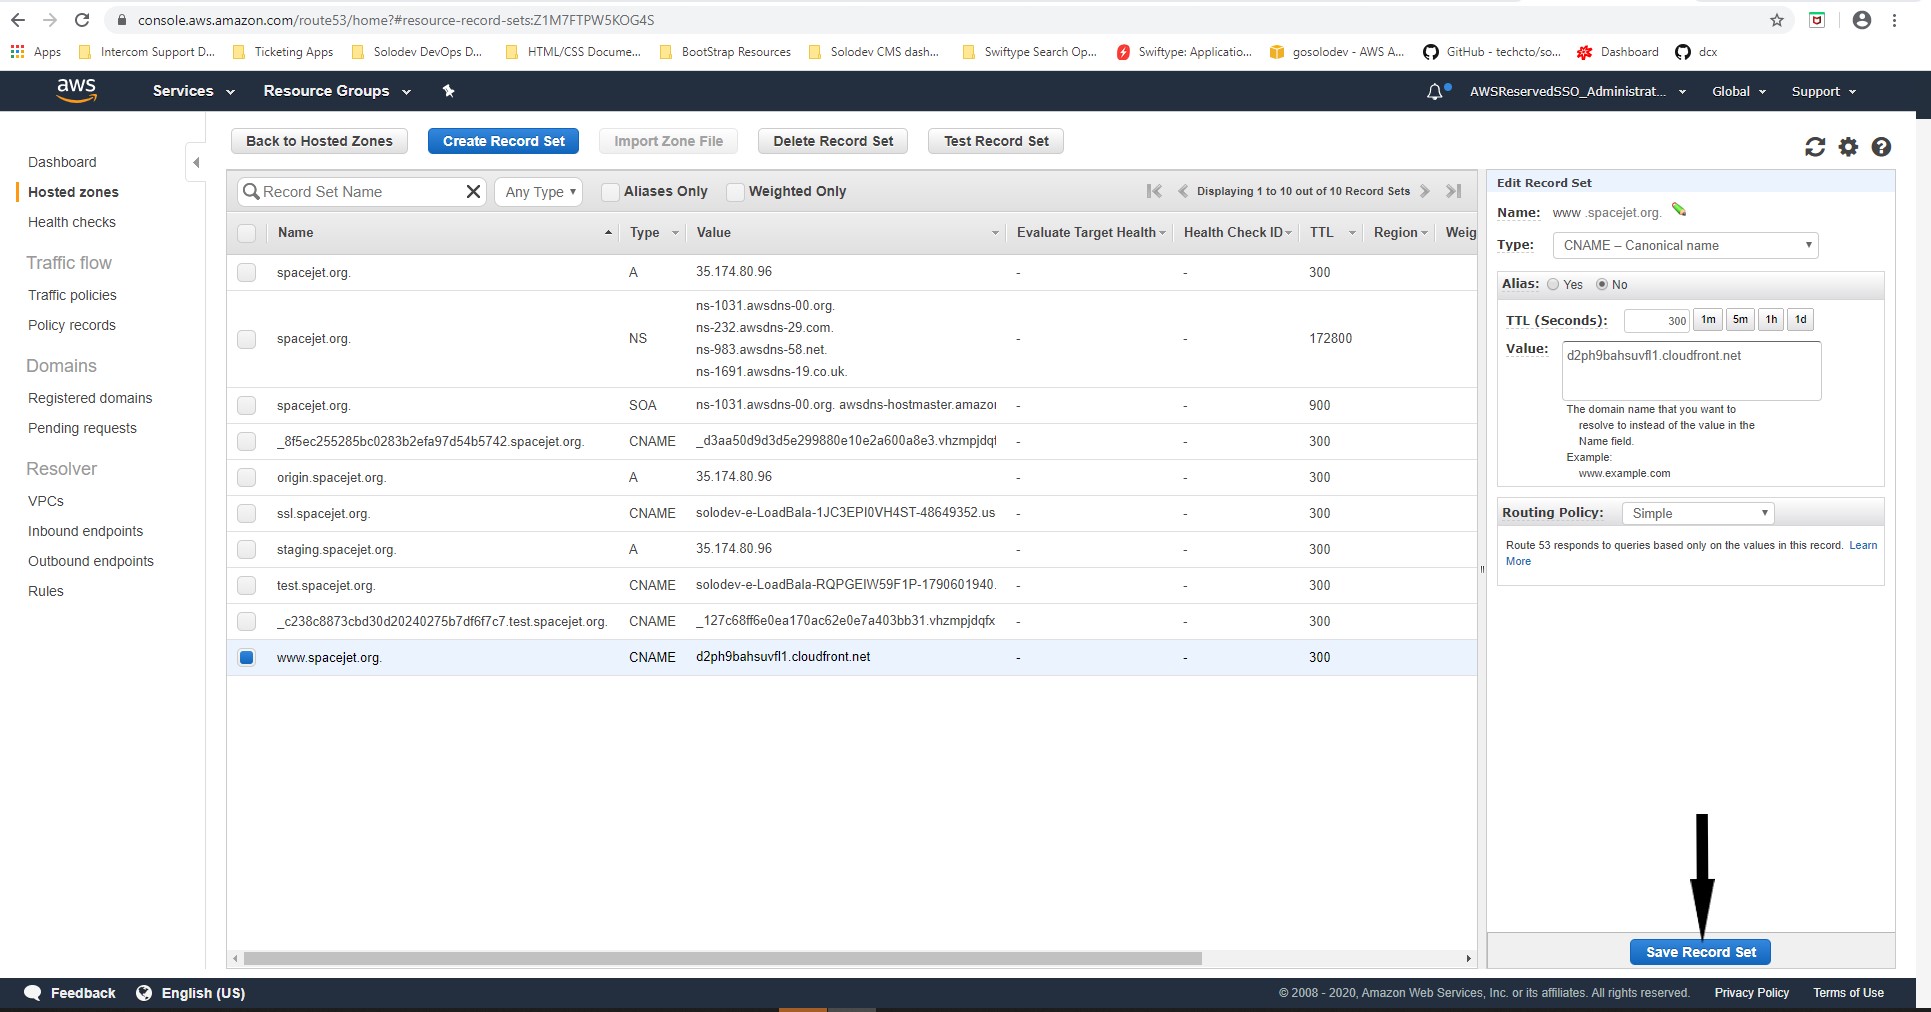 console.aws.amazon.com/route53/home?#resource-record-sets:Z1M7FTPW5KOG4S
Apps Intercom Support D... Ticketing Apps Solodev DevOps D... HTML/CSS Docume... BootStrap Resources Solodev CMS dash... Swiftype Search Op... Swiftype: Applicatio... gosolodev - AWS A... GitHub - techcto/so... Dashboard dcx
aws Services Resource Groups AWSReservedSSO_Administrat... Global Support
Back to Hosted Zones Create Record Set Import Zone File Delete Record Set Test Record Set
Dashboard
Hosted zones
Health checks
Traffic flow
Traffic policies
Policy records
Domains
Registered domains
Pending requests
Resolver
VPCs
Inbound endpoints
Outbound endpoints
Rules
Record Set Name Any Type Aliases Only Weighted Only Displaying 1 to 10 out of 10 Record Sets
Name Type Value Evaluate Target Health Health Check ID TTL Region Weig
spacejet.org. A 35.174.80.96 - - 300
spacejet.org. NS ns-1031.awsdns-00.org. - - 172800
ns-232.awsdns-29.com.
ns-983.awsdns-58.net.
ns-1691.awsdns-19.co.uk.
spacejet.org. SOA ns-1031.awsdns-00.org. awsdns-hostmaster.amazor - - 900
_8f5ec255285bc0283b2efa97d54b5742.spacejet.org. CNAME _d3aa50d9d3d5e299880e10e2a600a8e3.vhzmpjdqf - - 300
origin.spacejet.org. A 35.174.80.96 - - 300
ssl.spacejet.org. CNAME solodev-e-LoadBala-1JC3EPI0VH4ST-48649352.us - - 300
staging.spacejet.org. A 35.174.80.96 - - 300
test.spacejet.org. CNAME solodev-e-LoadBala-RQPGEIW59F1P-1790601940. - - 300
_c238c8873cbd30d20240275b7df6f7c7.test.spacejet.org. CNAME _127c68ff6e0ea170ac62e0e7a403bb31.vhzmpjdqfx - - 300
www.spacejet.org. CNAME d2ph9bahsuvfl1.cloudfront.net - - 300
Edit Record Set
Name: www .spacejet.org.
Type: CNAME – Canonical name
Alias: Yes No
TTL (Seconds): 300 1m 5m 1h 1d
Value: d2ph9bahsuvfl1.cloudfront.net
The domain name that you want to
resolve to instead of the value in the
Name field.
Example:
www.example.com
Routing Policy: Simple
Route 53 responds to queries based only on the values in this record. Learn
More
Save Record Set
Feedback English (US) © 2008 - 2020, Amazon Web Services, Inc. or its affiliates. All rights reserved. Privacy Policy Terms of Use